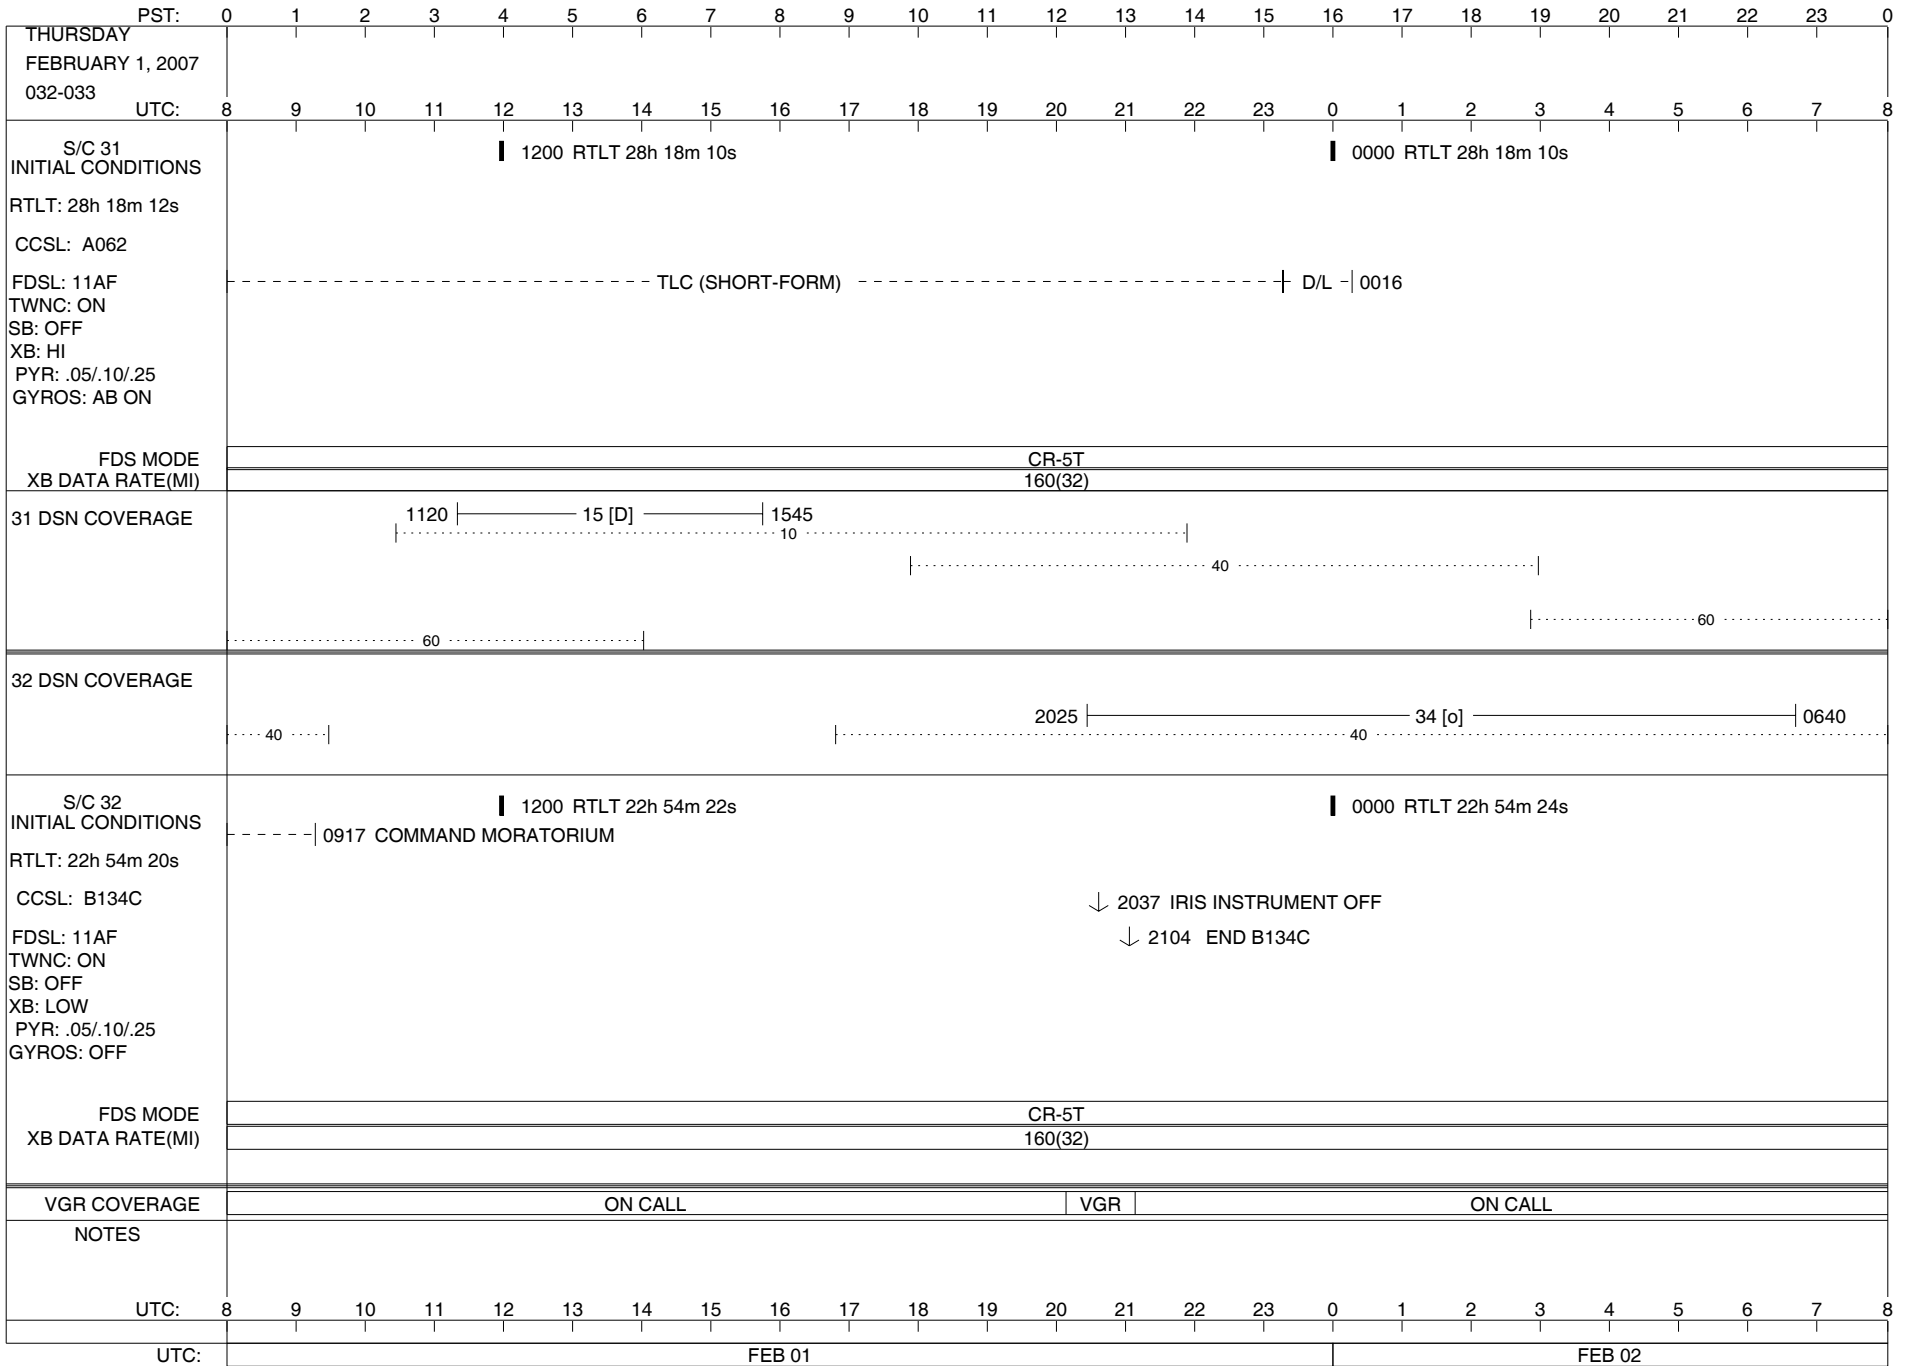 PST: 0 1 2 3 4 5 6 7 8 9 10 11 12 13 14 15 16 17 18 19 20 21 22 23 0
THURSDAY
FEBRUARY 1, 2007
032-033
UTC: 8 9 10 11 12 13 14 15 16 17 18 19 20 21 22 23 0 1 2 3 4 5 6 7 8
S/C 31
INITIAL CONDITIONS
1200 RTLT 28h 18m 10s
0000 RTLT 28h 18m 10s
RTLT: 28h 18m 12s
CCSL: A062
FDSL: 11AF
TLC (SHORT-FORM)
D/L
0016
TWNC: ON
SB: OFF
XB: HI
PYR: .05/.10/.25
GYROS: AB ON
FDS MODE
CR-5T
XB DATA RATE(MI)
160(32)
31 DSN COVERAGE
1120
15 [D]
1545
10
40
60
60
32 DSN COVERAGE
2025
34 [o]
0640
40
40
S/C 32
INITIAL CONDITIONS
1200 RTLT 22h 54m 22s
0000 RTLT 22h 54m 24s
0917 COMMAND MORATORIUM
RTLT: 22h 54m 20s
CCSL: B134C
2037 IRIS INSTRUMENT OFF
FDSL: 11AF
2104 END B134C
TWNC: ON
SB: OFF
XB: LOW
PYR: .05/.10/.25
GYROS: OFF
FDS MODE
CR-5T
XB DATA RATE(MI)
160(32)
VGR COVERAGE
ON CALL
VGR
ON CALL
NOTES
UTC: 8 9 10 11 12 13 14 15 16 17 18 19 20 21 22 23 0 1 2 3 4 5 6 7 8
UTC:
FEB 01
FEB 02